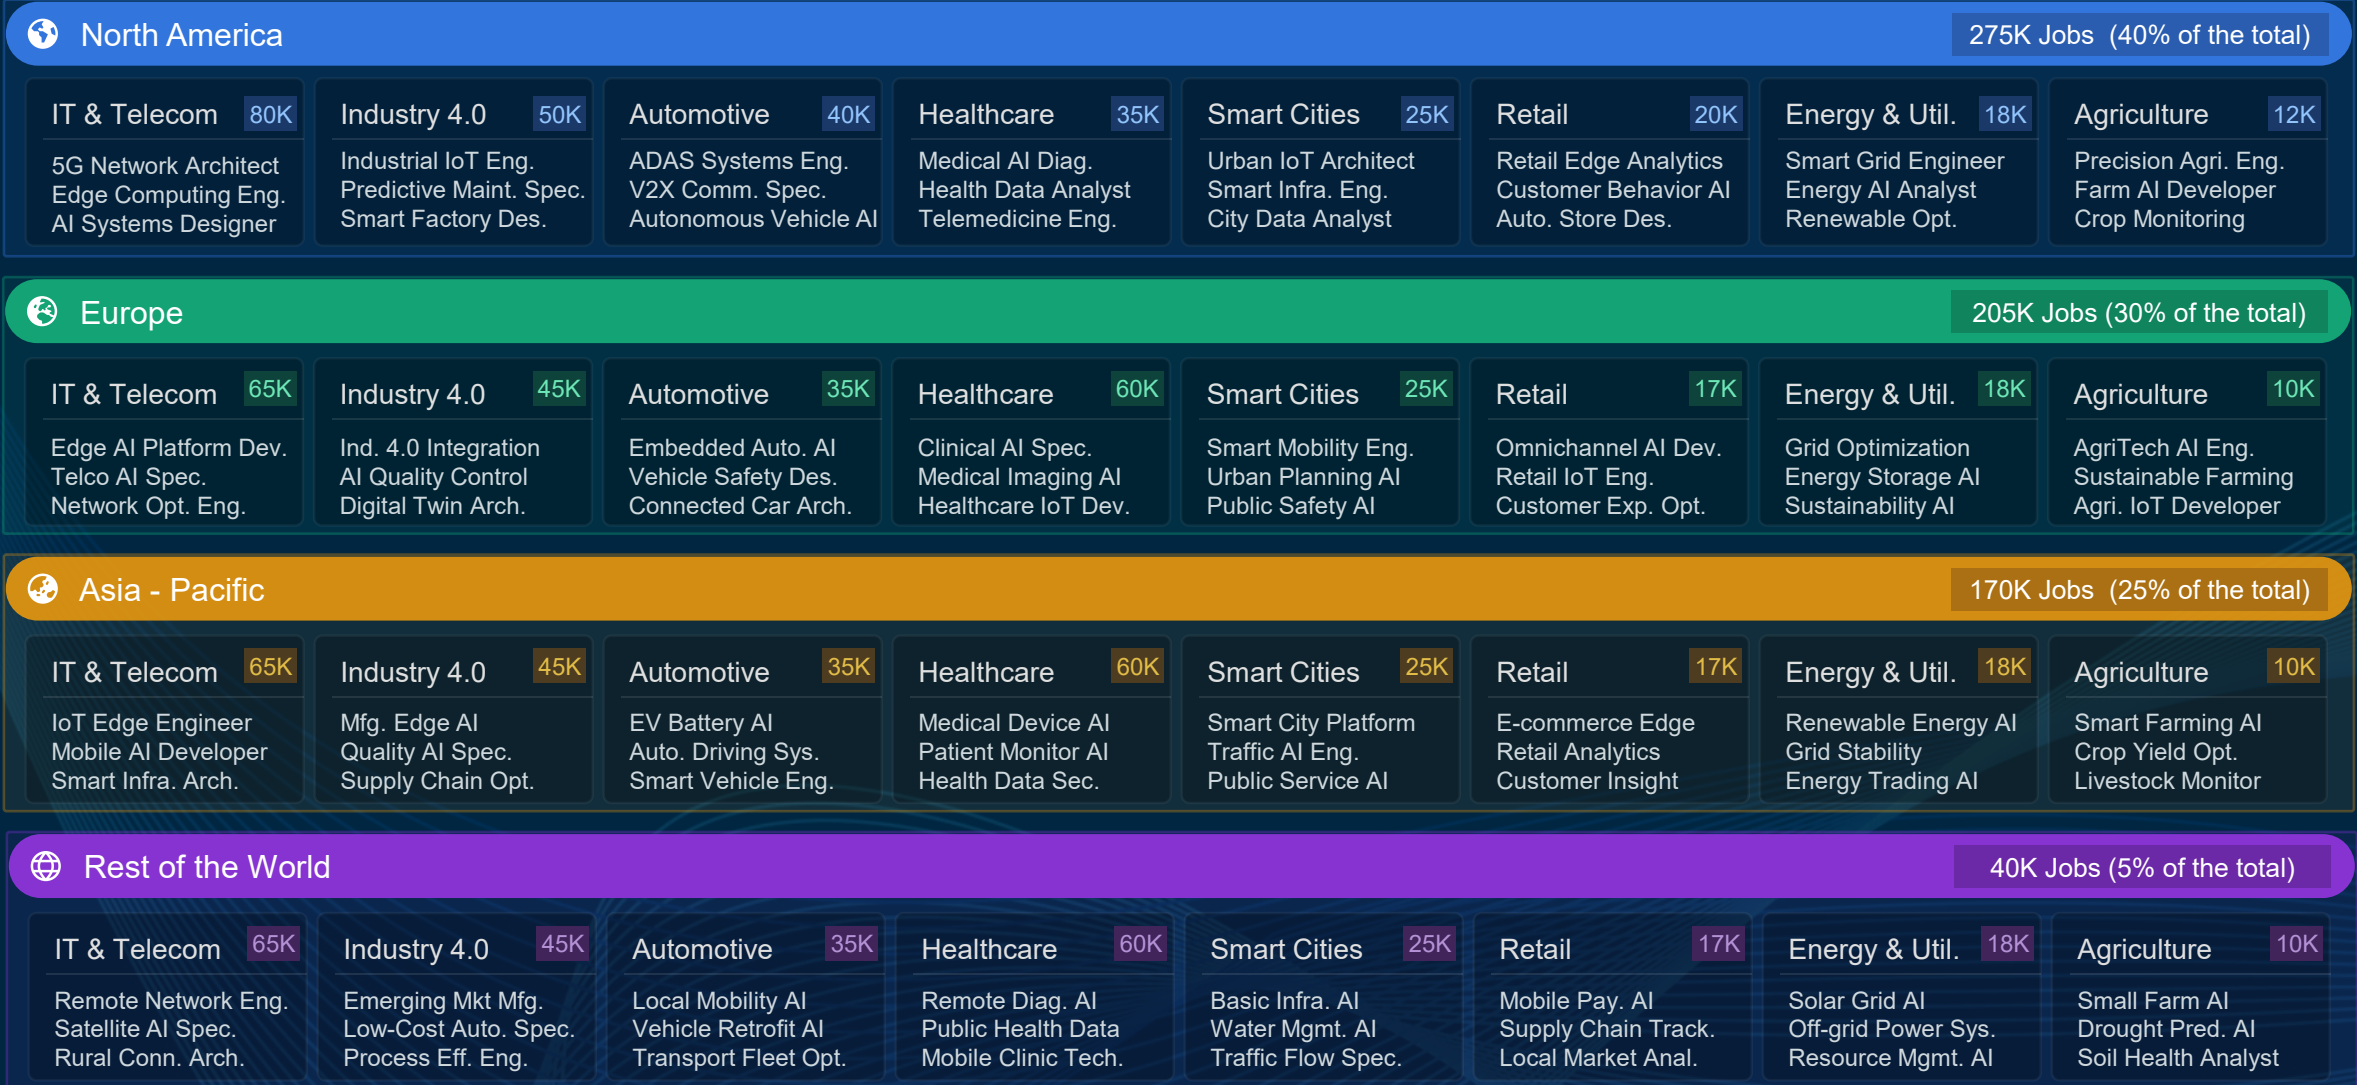 North America
275K Jobs  (40% of the total)
IT & Telecom 80K
5G Network Architect
Edge Computing Eng.
AI Systems Designer
Industry 4.0 50K
Industrial IoT Eng.
Predictive Maint. Spec.
Smart Factory Des.
Automotive 40K
ADAS Systems Eng.
V2X Comm. Spec.
Autonomous Vehicle AI
Healthcare 35K
Medical AI Diag.
Health Data Analyst
Telemedicine Eng.
Smart Cities 25K
Urban IoT Architect
Smart Infra. Eng.
City Data Analyst
Retail 20K
Retail Edge Analytics
Customer Behavior AI
Auto. Store Des.
Energy & Util. 18K
Smart Grid Engineer
Energy AI Analyst
Renewable Opt.
Agriculture 12K
Precision Agri. Eng.
Farm AI Developer
Crop Monitoring
Europe
205K Jobs (30% of the total)
IT & Telecom 65K
Edge AI Platform Dev.
Telco AI Spec.
Network Opt. Eng.
Industry 4.0 45K
Ind. 4.0 Integration
AI Quality Control
Digital Twin Arch.
Automotive 35K
Embedded Auto. AI
Vehicle Safety Des.
Connected Car Arch.
Healthcare 60K
Clinical AI Spec.
Medical Imaging AI
Healthcare IoT Dev.
Smart Cities 25K
Smart Mobility Eng.
Urban Planning AI
Public Safety AI
Retail 17K
Omnichannel AI Dev.
Retail IoT Eng.
Customer Exp. Opt.
Energy & Util. 18K
Grid Optimization
Energy Storage AI
Sustainability AI
Agriculture 10K
AgriTech AI Eng.
Sustainable Farming
Agri. IoT Developer
Asia - Pacific
170K Jobs  (25% of the total)
IT & Telecom 65K
IoT Edge Engineer
Mobile AI Developer
Smart Infra. Arch.
Industry 4.0 45K
Mfg. Edge AI
Quality AI Spec.
Supply Chain Opt.
Automotive 35K
EV Battery AI
Auto. Driving Sys.
Smart Vehicle Eng.
Healthcare 60K
Medical Device AI
Patient Monitor AI
Health Data Sec.
Smart Cities 25K
Smart City Platform
Traffic AI Eng.
Public Service AI
Retail 17K
E-commerce Edge
Retail Analytics
Customer Insight
Energy & Util. 18K
Renewable Energy AI
Grid Stability
Energy Trading AI
Agriculture 10K
Smart Farming AI
Crop Yield Opt.
Livestock Monitor
Rest of the World
40K Jobs (5% of the total)
IT & Telecom 65K
Remote Network Eng.
Satellite AI Spec.
Rural Conn. Arch.
Industry 4.0 45K
Emerging Mkt Mfg.
Low-Cost Auto. Spec.
Process Eff. Eng.
Automotive 35K
Local Mobility AI
Vehicle Retrofit AI
Transport Fleet Opt.
Healthcare 60K
Remote Diag. AI
Public Health Data
Mobile Clinic Tech.
Smart Cities 25K
Basic Infra. AI
Water Mgmt. AI
Traffic Flow Spec.
Retail 17K
Mobile Pay. AI
Supply Chain Track.
Local Market Anal.
Energy & Util. 18K
Solar Grid AI
Off-grid Power Sys.
Resource Mgmt. AI
Agriculture 10K
Small Farm AI
Drought Pred. AI
Soil Health Analyst